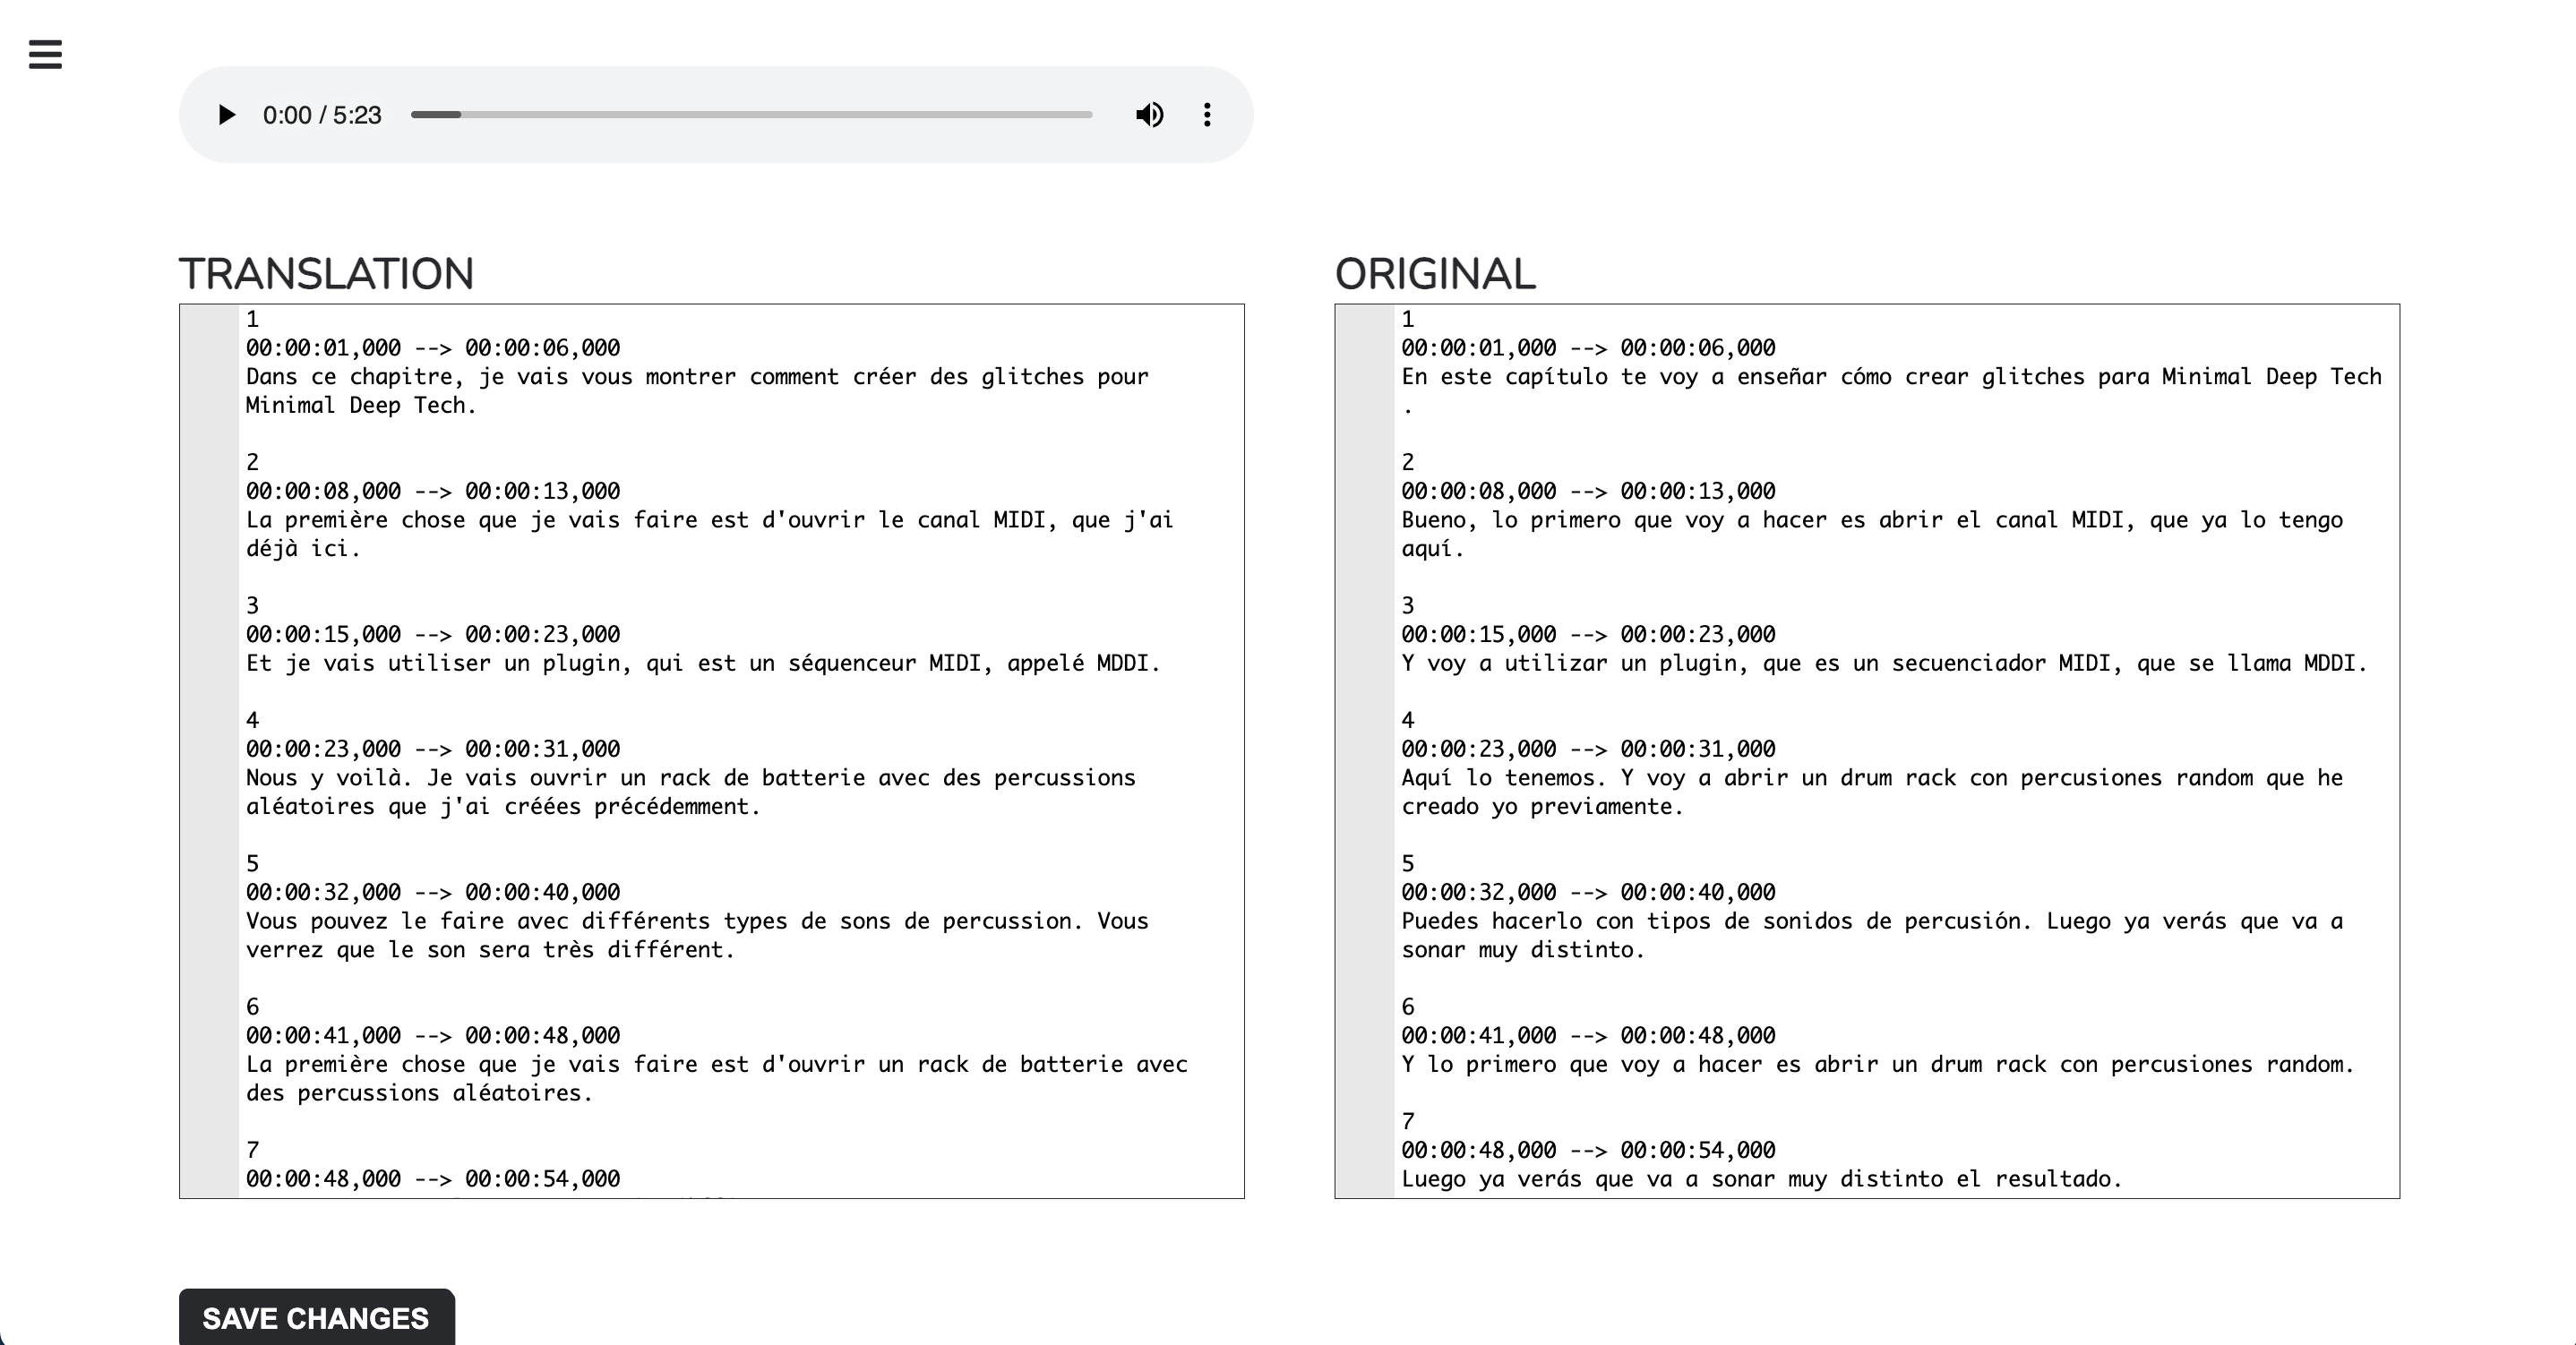 0:00 / 5:23
TRANSLATION
1
00:00:01,000 --> 00:00:06,000
Dans ce chapitre, je vais vous montrer comment créer des glitches pour
Minimal Deep Tech.
2
00:00:08,000 --> 00:00:13,000
La première chose que je vais faire est d'ouvrir le canal MIDI, que j'ai
déjà ici.
3
00:00:15,000 --> 00:00:23,000
Et je vais utiliser un plugin, qui est un séquenceur MIDI, appelé MDDI.
4
00:00:23,000 --> 00:00:31,000
Nous y voilà. Je vais ouvrir un rack de batterie avec des percussions
aléatoires que j'ai créées précédemment.
5
00:00:32,000 --> 00:00:40,000
Vous pouvez le faire avec différents types de sons de percussion. Vous
verrez que le son sera très différent.
6
00:00:41,000 --> 00:00:48,000
La première chose que je vais faire est d'ouvrir un rack de batterie avec
des percussions aléatoires.
7
00:00:48,000 --> 00:00:54,000
ORIGINAL
1
00:00:01,000 --> 00:00:06,000
En este capítulo te voy a enseñar cómo crear glitches para Minimal Deep Tech
.
2
00:00:08,000 --> 00:00:13,000
Bueno, lo primero que voy a hacer es abrir el canal MIDI, que ya lo tengo
aquí.
3
00:00:15,000 --> 00:00:23,000
Y voy a utilizar un plugin, que es un secuenciador MIDI, que se llama MDDI.
4
00:00:23,000 --> 00:00:31,000
Aquí lo tenemos. Y voy a abrir un drum rack con percusiones random que he
creado yo previamente.
5
00:00:32,000 --> 00:00:40,000
Puedes hacerlo con tipos de sonidos de percusión. Luego ya verás que va a
sonar muy distinto.
6
00:00:41,000 --> 00:00:48,000
Y lo primero que voy a hacer es abrir un drum rack con percusiones random.
7
00:00:48,000 --> 00:00:54,000
Luego ya verás que va a sonar muy distinto el resultado.
SAVE CHANGES